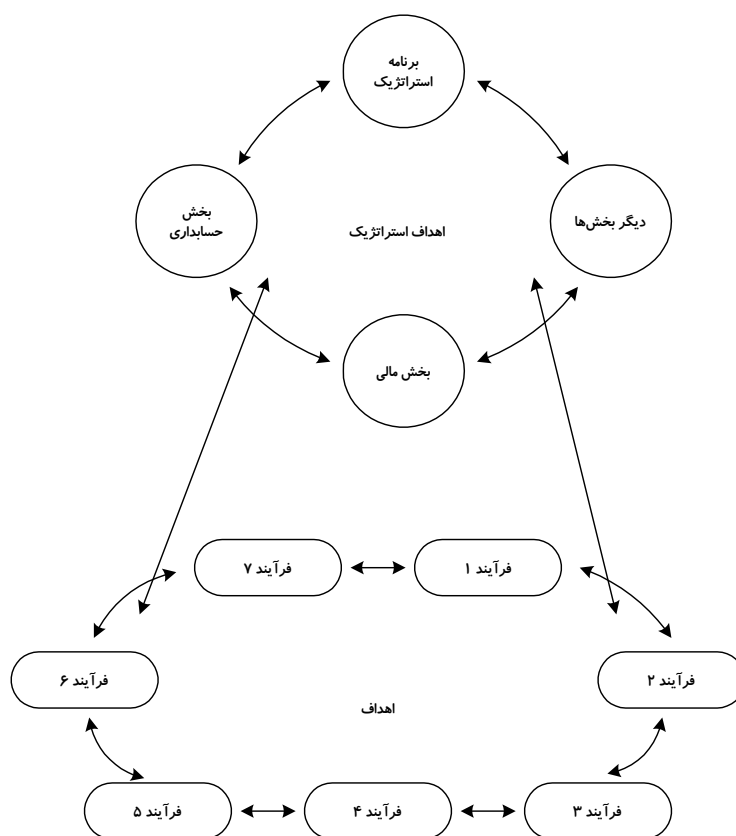 برنامه
استراتژیک
دیگر بخش‌ها
بخش
حسابداری
اهداف استراتژیک
بخش مالی
فرآیند ۱
فرآیند ۷
فرآیند ۲
فرآیند ۶
اهداف
فرآیند ۳
فرآیند ۴
فرآیند ۵